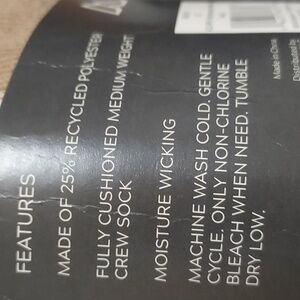 FEATURES
MADE OF 25% RECYCLED POLYESTER
FULLY CUSHIONED MEDIUM WEIGHT
CREW SOCK
MOISTURE WICKING
MACHINE WASH COLD. GENTLE
CYCLE. ONLY NON-CHLORINE
BLEACH WHEN NEED. TUMBLE
DRY LOW.
Made in China
Distributed by